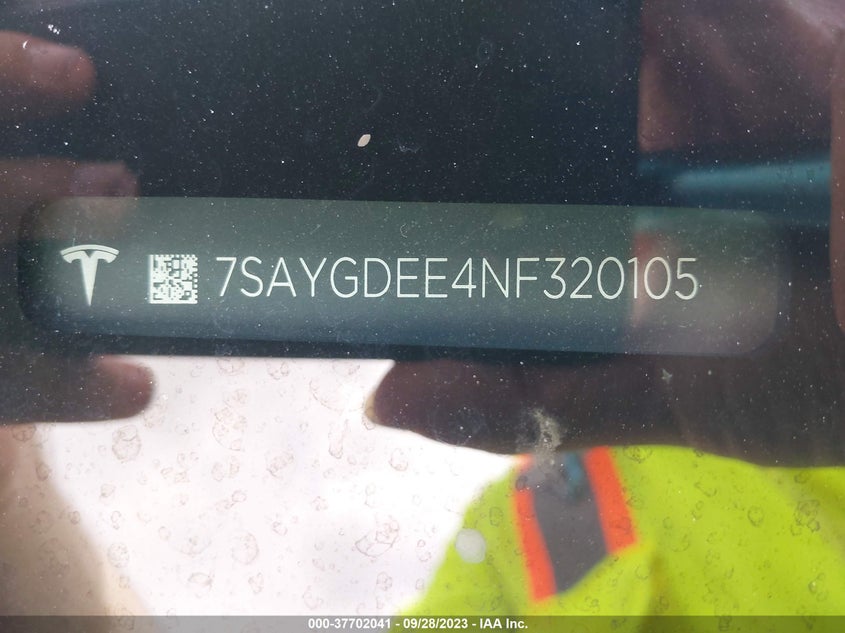 7SAYGDEE4NF320105
000-37702041 - 09/28/2023 - IAA Inc.